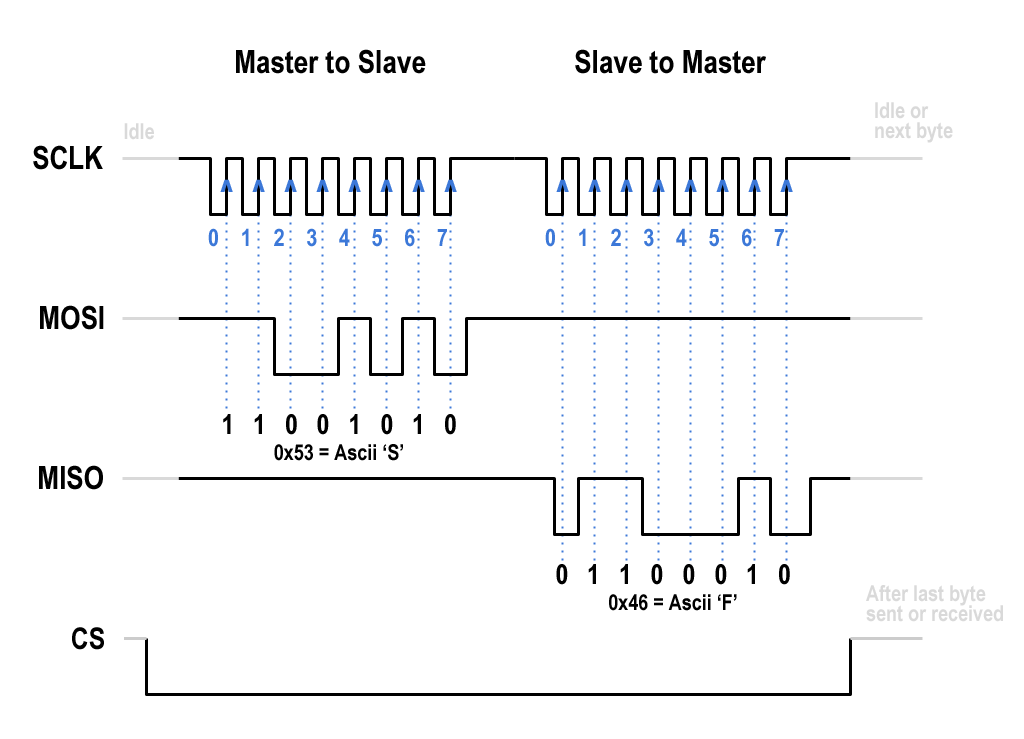 Master to Slave
Slave to Master
Idle
Idle or
next byte
SCLK
0 1 2 3 4 5 6 7
0 1 2 3 4 5 6 7
MOSI
1 1 0 0 1 0 1 0
0x53 = Ascii ‘S’
MISO
0 1 1 0 0 0 1 0
0x46 = Ascii ‘F’
After last byte
sent or received
CS